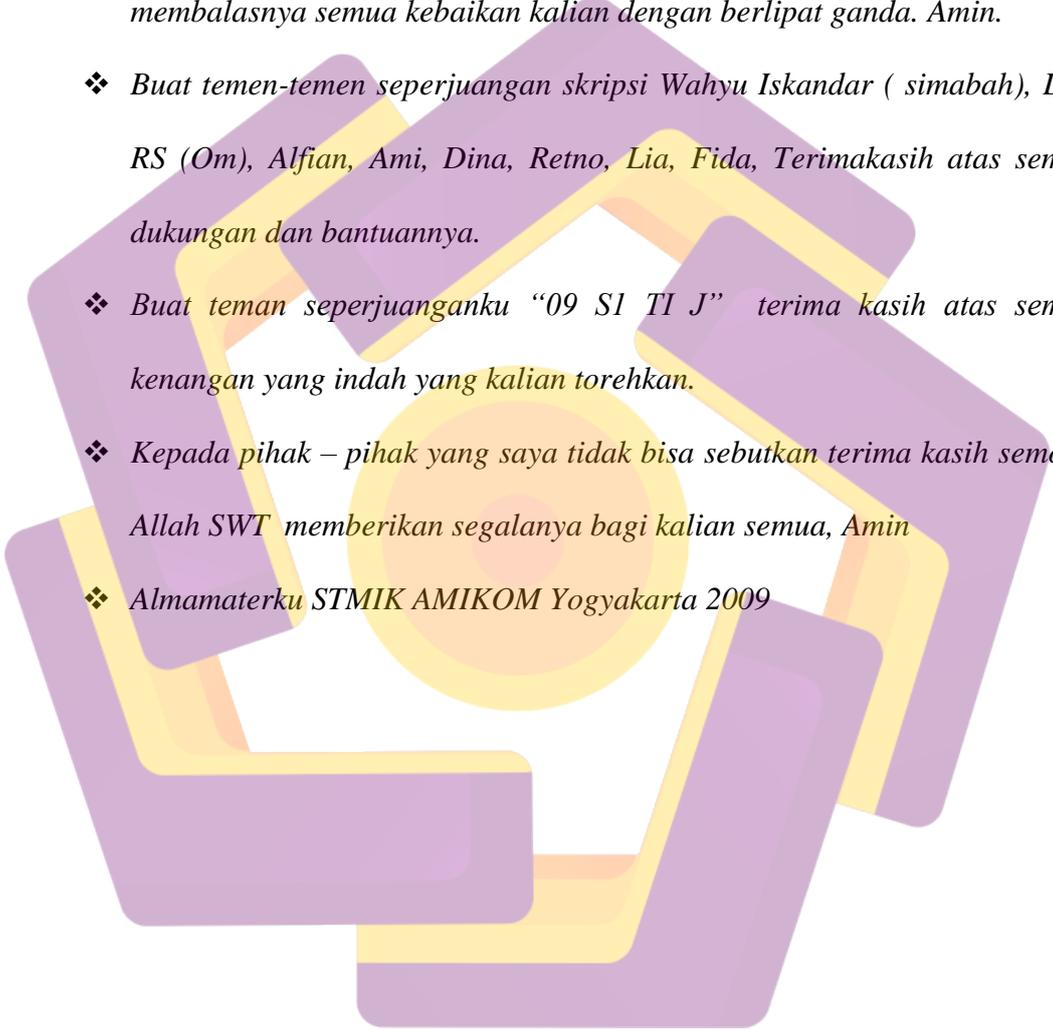 membalasnya semua kebaikan kalian dengan berlipat ganda. Amin.
❖ Buat temen-temen seperjuangan skripsi Wahyu Iskandar ( simabah),
RS (Om), Alfian, Ami, Dina, Retno, Lia, Fida, Terimakasih atas
dukungan dan bantuannya.
❖ Buat teman seperjuanganku “09 S1 TI J” terima kasih atas
kenangan yang indah yang kalian torehkan.
❖ Kepada pihak – pihak yang saya tidak bisa sebutkan terima kasih
Allah SWT memberikan segalanya bagi kalian semua, Amin
❖ Almamaterku STMIK AMIKOM Yogyakarta 2009